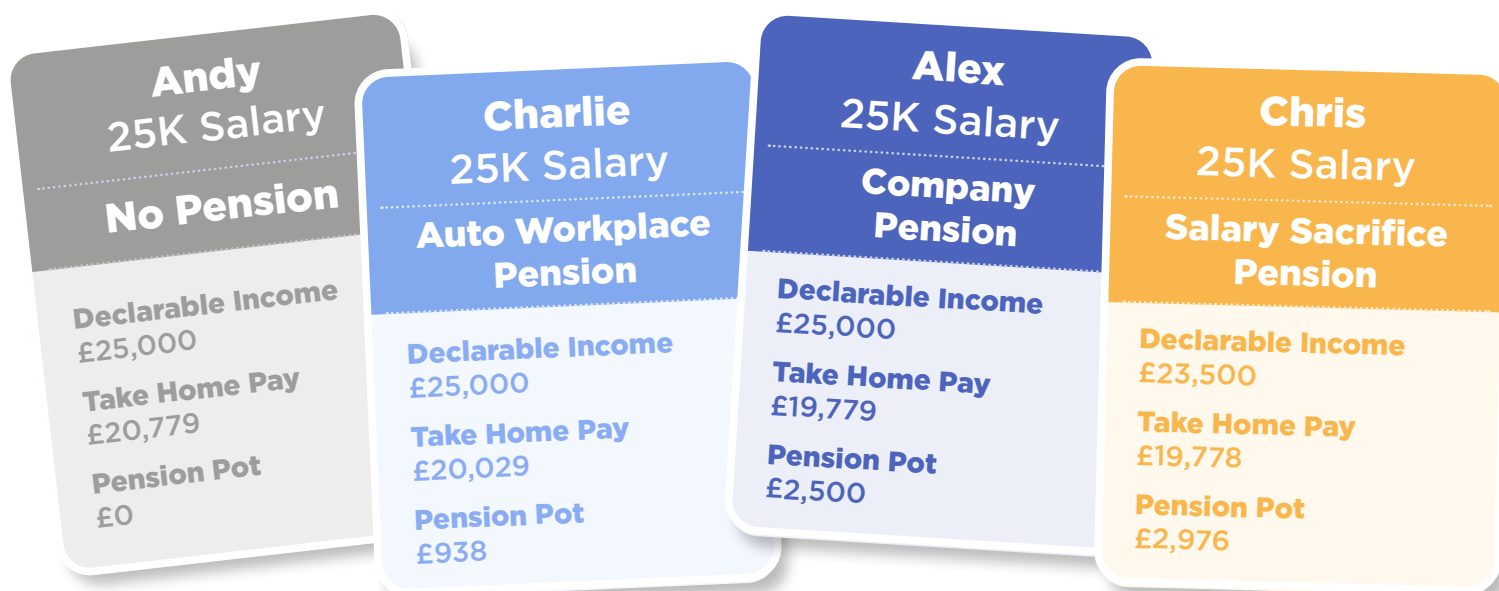 Andy
25K Salary
No Pension
Declarable Income
£25,000
Take Home Pay
£20,779
Pension Pot
£0
Charlie
25K Salary
Auto Workplace
Pension
Declarable Income
£25,000
Take Home Pay
£20,029
Pension Pot
£938
Alex
25K Salary
Company
Pension
Declarable Income
£25,000
Take Home Pay
£19,779
Pension Pot
£2,500
Chris
25K Salary
Salary Sacrifice
Pension
Declarable Income
£23,500
Take Home Pay
£19,778
Pension Pot
£2,976